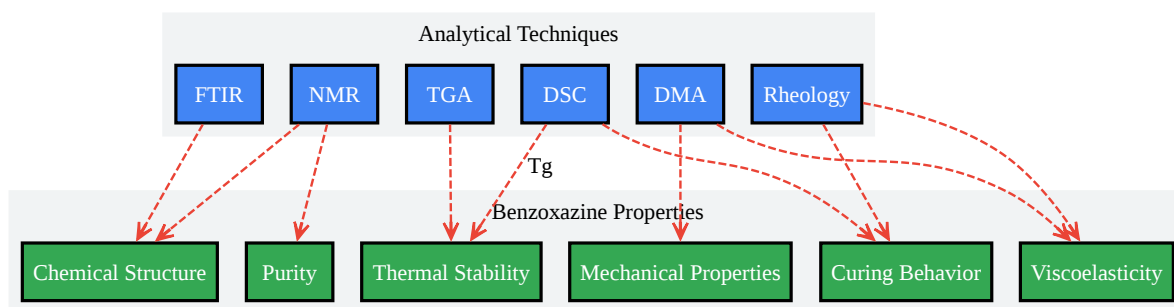 Analytical Techniques
FTIR
NMR
TGA
DSC
DMA
Rheology
Tg
Benzoxazine Properties
Chemical Structure
Purity
Thermal Stability
Mechanical Properties
Curing Behavior
Viscoelasticity